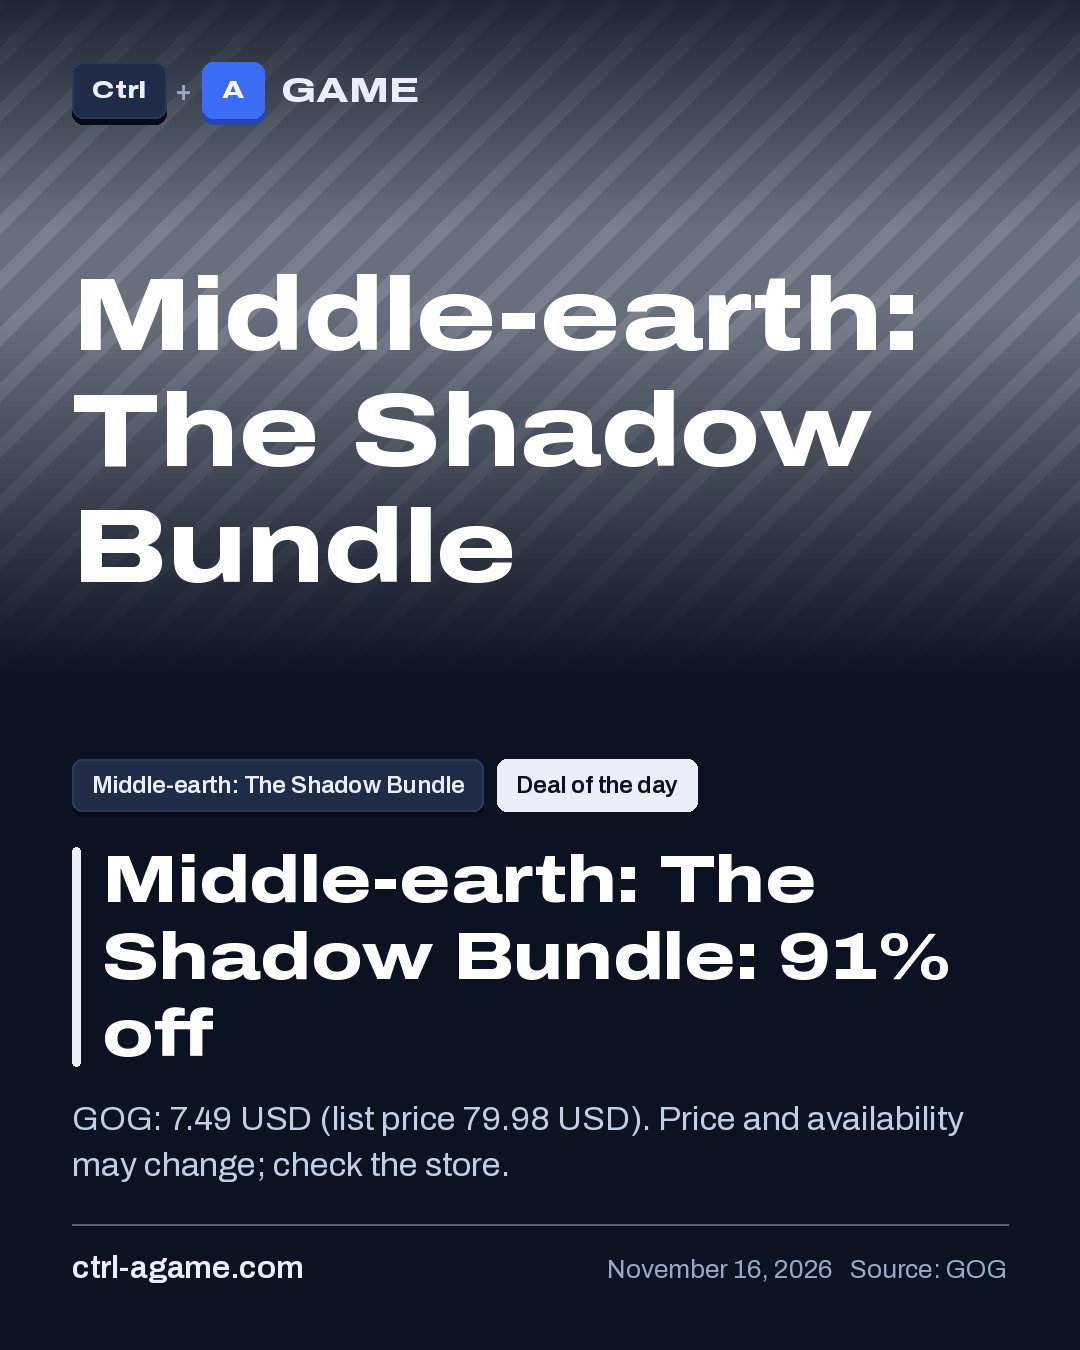 Ctrl + A GAME
Middle-earth:
The Shadow
Bundle
Middle-earth: The Shadow Bundle Deal of the day
Middle-earth: The
Shadow Bundle: 91%
off
GOG: 7.49 USD (list price 79.98 USD). Price and availability
may change; check the store.
ctrl-agame.com November 16, 2026 Source: GOG